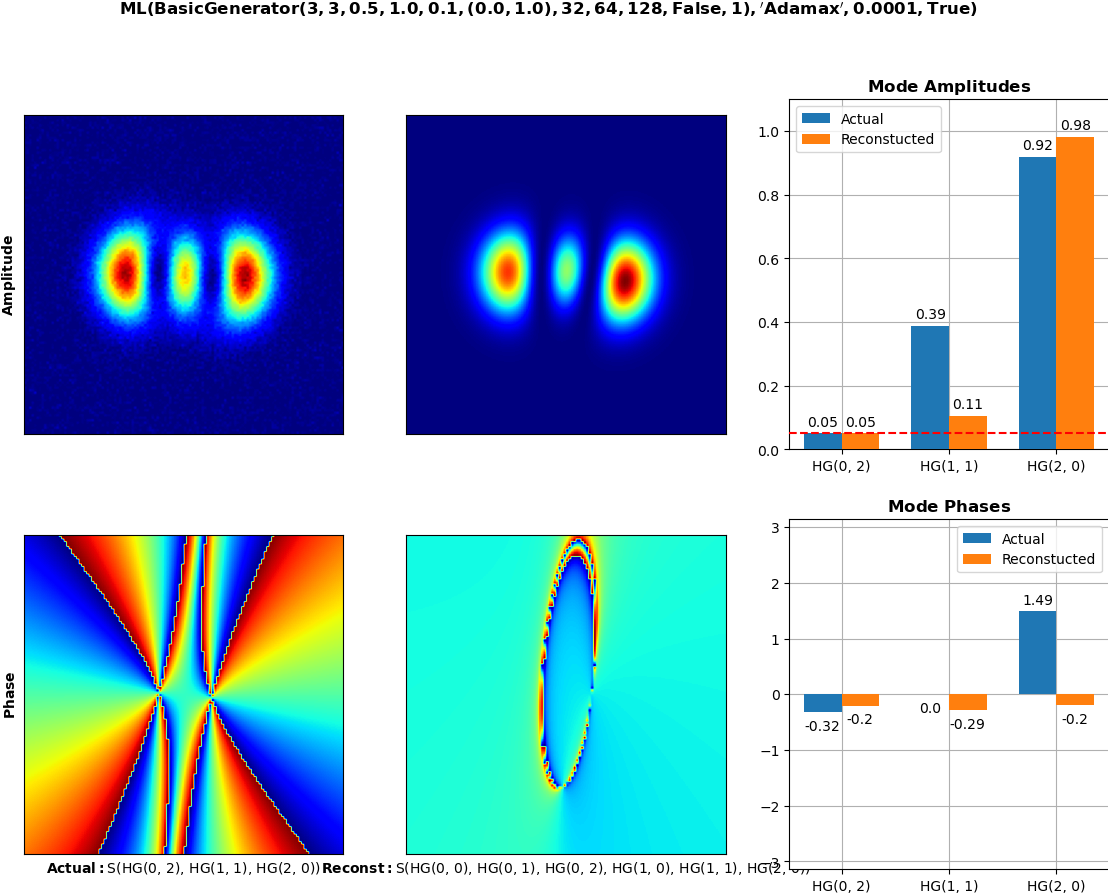 ML(BasicGenerator(3, 3, 0.5, 1.0, 0.1, (0.0, 1.0), 32, 64, 128, False, 1), ′Adamax′, 0.0001, True)
Amplitude
Mode Amplitudes
Actual
Reconstucted
1.0
0.8
0.6
0.4
0.2
0.0
0.05
0.05
0.39
0.11
0.92
0.98
HG(0, 2)
HG(1, 1)
HG(2, 0)
Phase
Actual: S(HG(0, 2), HG(1, 1), HG(2, 0))
Reconst: S(HG(0, 0), HG(0, 1), HG(0, 2), HG(1, 0), HG(1, 1), HG(2, 0))
Mode Phases
Actual
Reconstucted
3
2
1
0
−1
−2
−3
-0.32
-0.2
0.0
-0.29
1.49
-0.2
HG(0, 2)
HG(1, 1)
HG(2, 0)